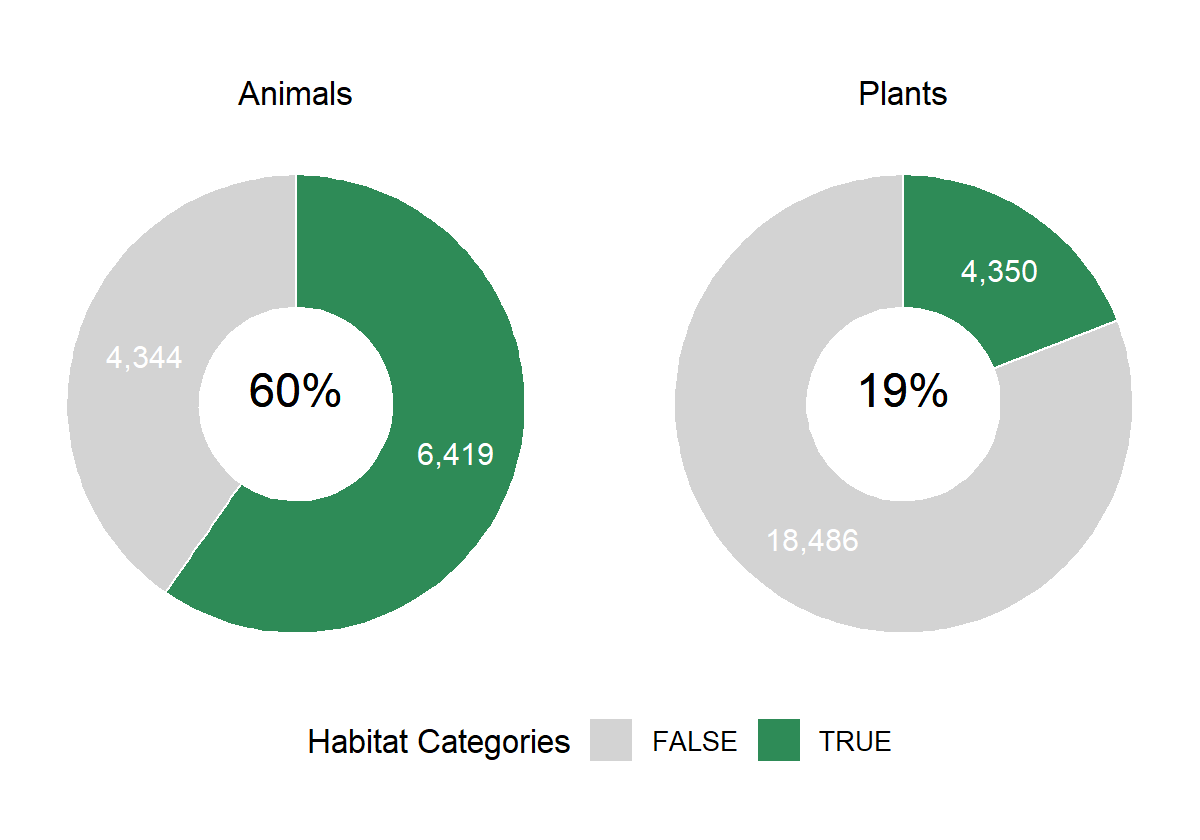 Animals
Plants
4,344
60%
6,419
4,350
19%
18,486
Habitat Categories FALSE TRUE